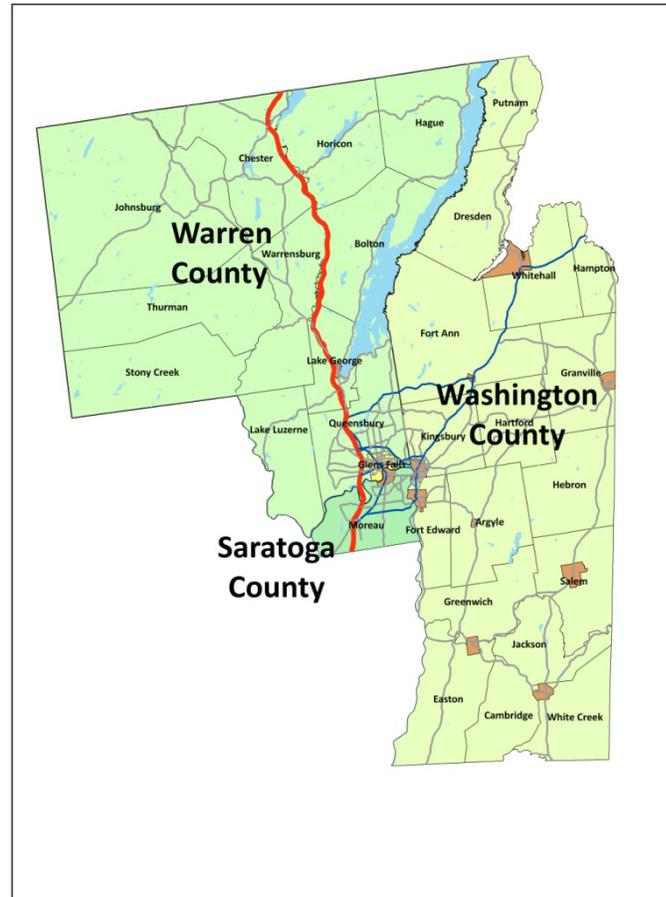 Putnam
Hague
Horicon
Chester
Dresden
Johnsburg
Warren
County
Bolton
Warrensburg
Whitehall
Hampton
Thurman
Fort Ann
Lake George
Stony Creek
Granville
Washington
County
Hartford
Queensbury
Lake Luzerne
Kingsbury
Glens Falls
Hebron
Moreau
Fort Edward
Argyle
Saratoga
County
Salem
Greenwich
Jackson
Easton
Cambridge
White Creek